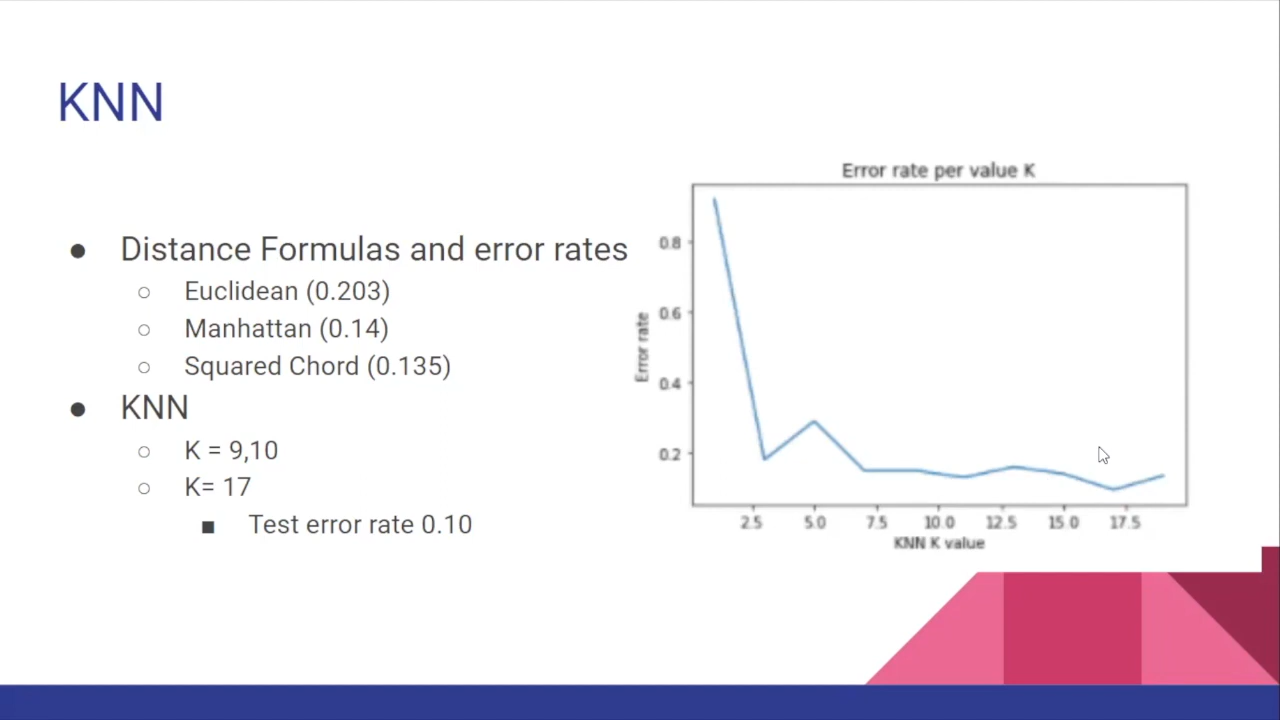 KNN
● Distance Formulas and error rates
○ Euclidean (0.203)
○ Manhattan (0.14)
○ Squared Chord (0.135)
● KNN
○ K = 9,10
○ K= 17
■ Test error rate 0.10
Error rate per value K
Error rate
0.8
0.6
0.4
0.2
2.5 5.0 7.5 10.0 12.5 15.0 17.5
KNN K value